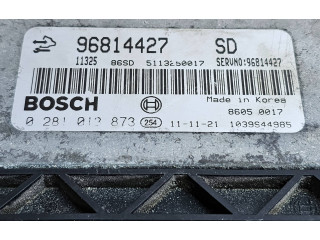 96814427 SD
11325 86SD 5113250017 SERVNO:96814427
BOSCH
Made in Korea
8605 0017
0 281 013 873 254 11-11-21 1039S44985